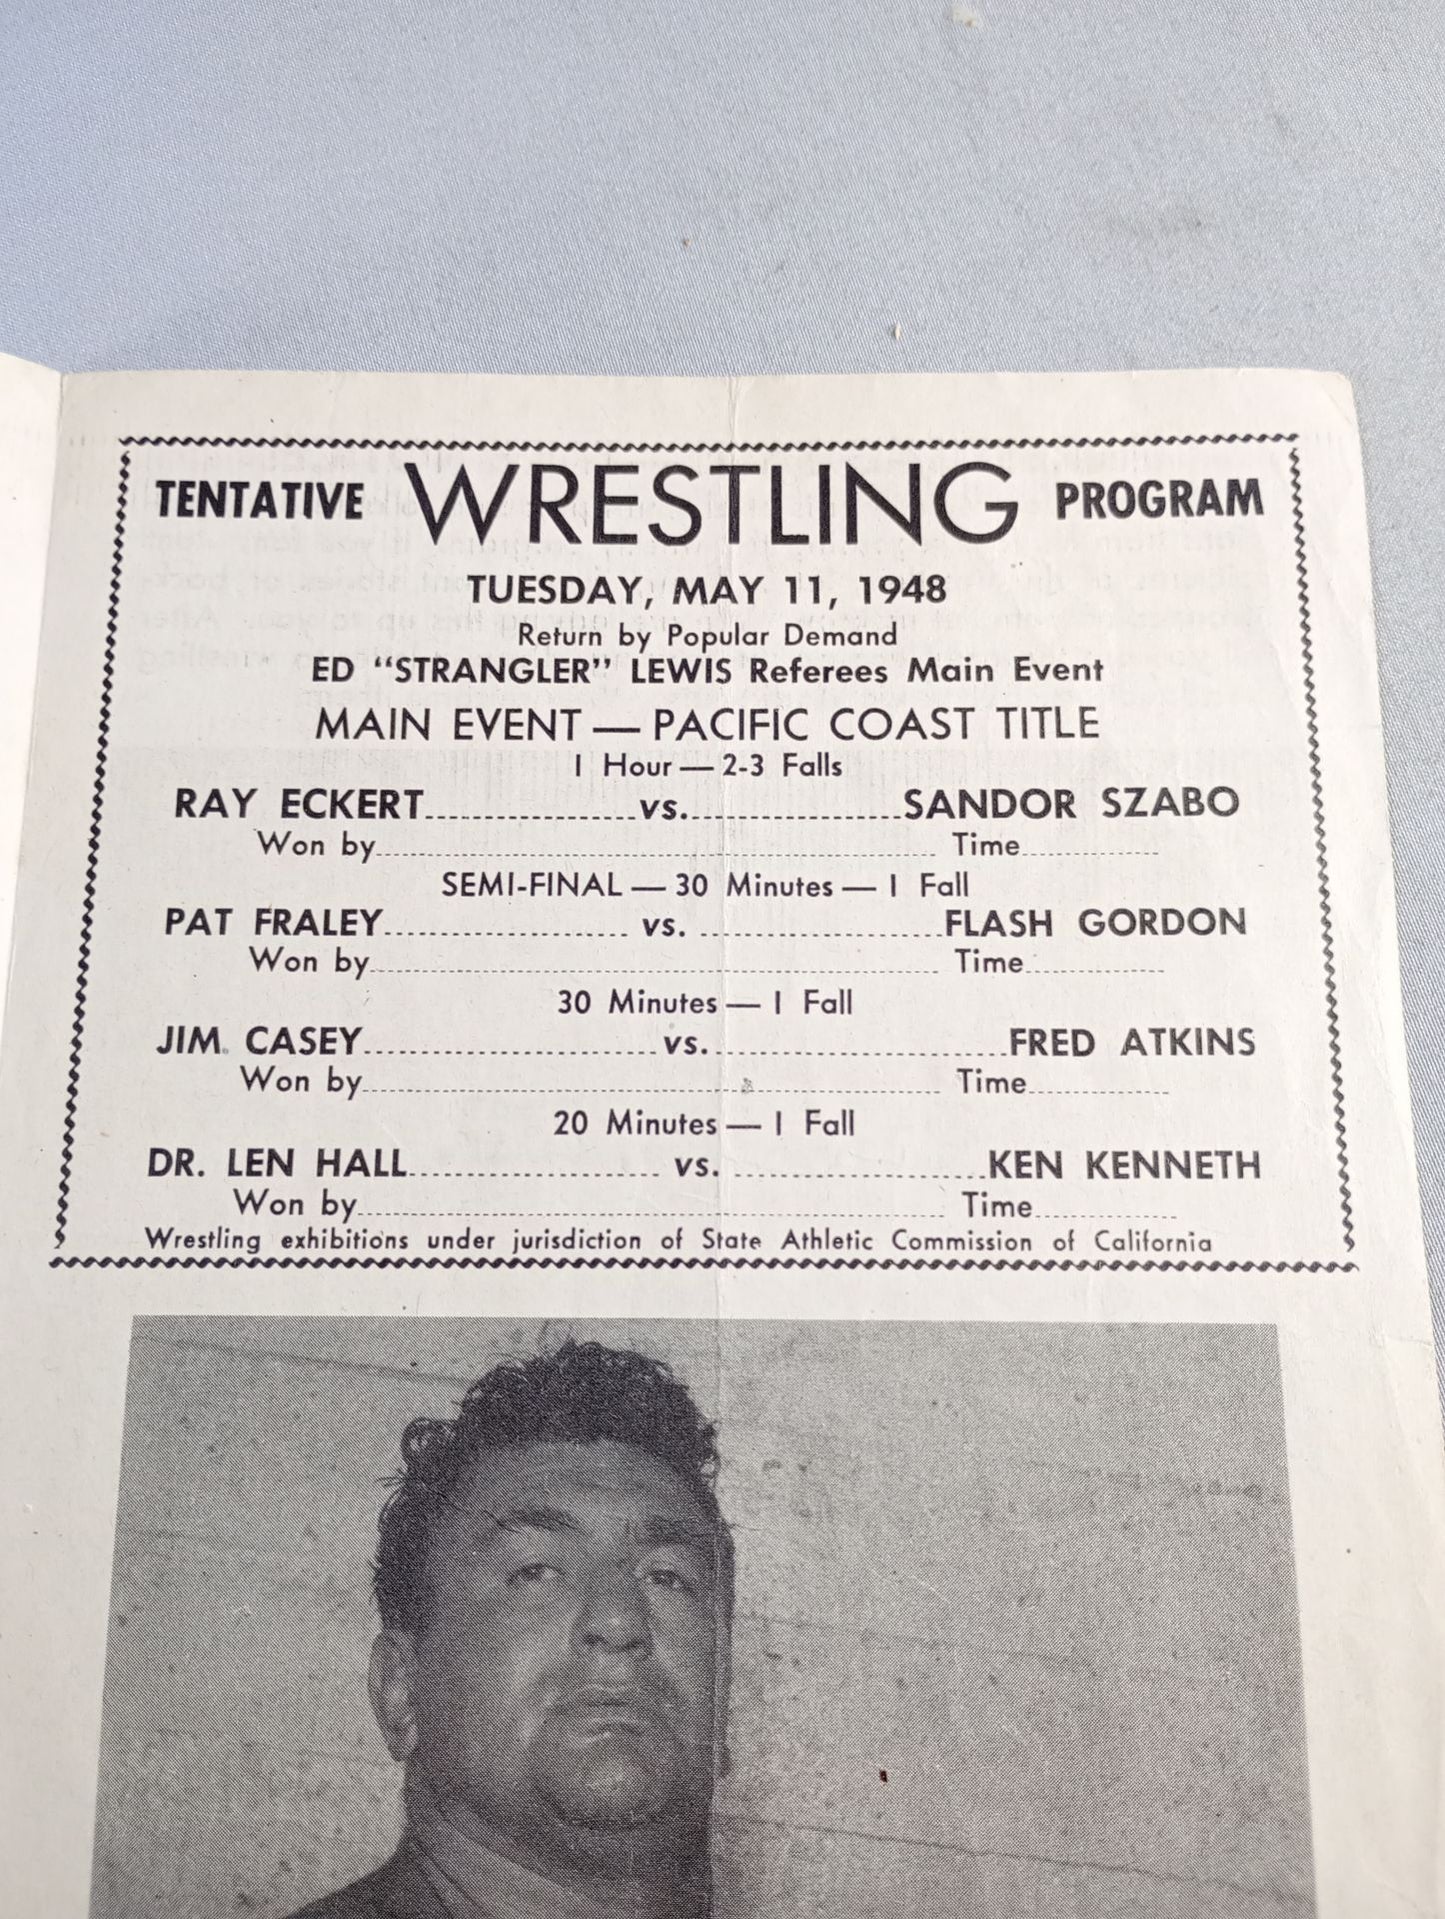 TENTATIVE WRESTLING PROGRAM
TUESDAY, MAY 11, 1948
Return by Popular Demand
ED "STRANGLER" LEWIS Referees Main Event
MAIN EVENT — PACIFIC COAST TITLE
1 Hour — 2-3 Falls
RAY ECKERT....................vs.....................SANDOR SZABO
Won by........................................ Time..............
SEMI-FINAL — 30 Minutes — 1 Fall
PAT FRALEY....................... vs. .......................FLASH GORDON
Won by........................................ Time..............
30 Minutes — 1 Fall
JIM CASEY............................vs.............................FRED ATKINS
Won by........................................ Time..............
20 Minutes — 1 Fall
DR. LEN HALL........................ vs. ........................KEN KENNETH
Won by........................................ Time..............
Wrestling exhibitions under jurisdiction of State Athletic Commission of California